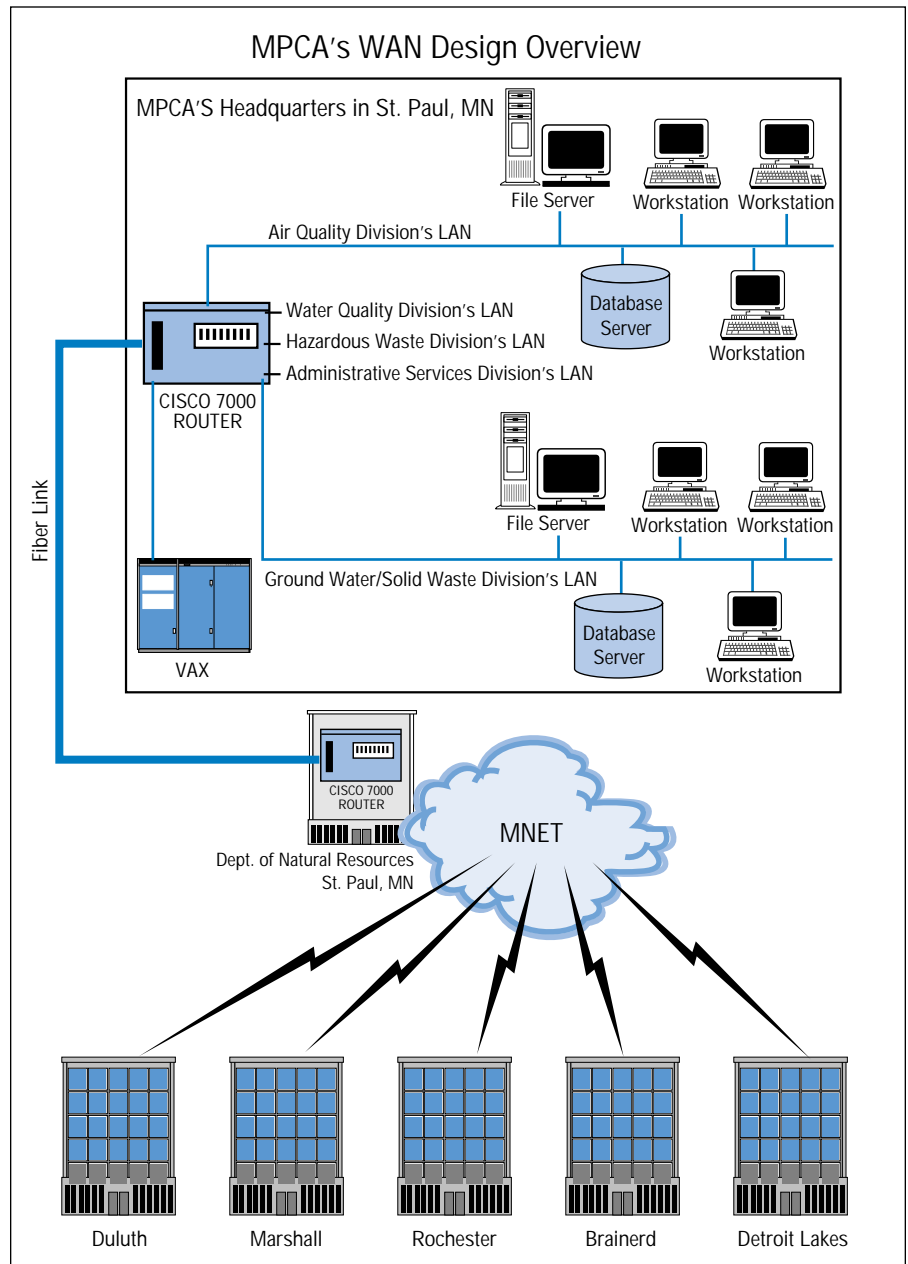 MPCA's WAN Design Overview
MPCA'S Headquarters in St. Paul, MN
File Server
Workstation
Workstation
Air Quality Division's LAN
Database
Server
Workstation
Water Quality Division's LAN
Hazardous Waste Division's LAN
Administrative Services Division's LAN
CISCO 7000
ROUTER
Fiber Link
File Server
Workstation
Workstation
Ground Water/Solid Waste Division's LAN
Database
Server
Workstation
VAX
CISCO 7000
ROUTER
Dept. of Natural Resources
St. Paul, MN
MNET
Duluth
Marshall
Rochester
Brainerd
Detroit Lakes